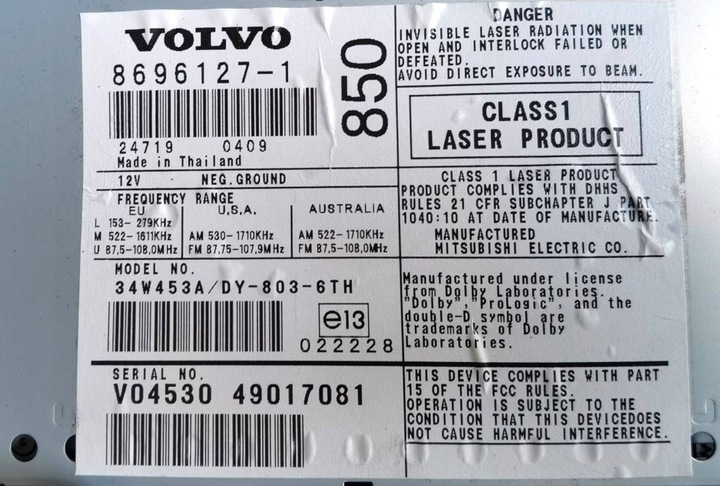 VOLVO
8696127-1
850
24719 0409
Made in Thailand
12V NEG.GROUND
FREQUENCY RANGE
EU U.S.A. AUSTRALIA
L 153-279KHz
M 522-1611KHz AM 530-1710KHz AM 522-1710KHz
U 87,5-108,0MHz FM 87,75-107,9MHz FM 87,5-108,0MHz
MODEL NO.
34W453A/DY-803-6TH
e13
022228
SERIAL NO.
V04530 49017081
DANGER
INVISIBLE LASER RADIATION WHEN
OPEN AND INTERLOCK FAILED OR
DEFEATED.
AVOID DIRECT EXPOSURE TO BEAM.
CLASS1
LASER PRODUCT
CLASS 1 LASER PRODUCT
PRODUCT COMPLIES WITH DHHS
RULES 21 CFR SUBCHAPTER J PART
1040:10 AT DATE OF MANUFACTURE.
MANUFACTURED
MITSUBISHI ELECTRIC CO.
Manufactured under license
from Dolby Laboratories.
"Dolby","ProLogic", and the
double-D symbol are
trademarks of Dolby
Laboratories.
THIS DEVICE COMPLIES WITH PART
15 OF THE FCC RULES.
OPERATION IS SUBJECT TO THE
CONDITION THAT THIS DEVICEDOES
NOT CAUSE HARMFUL INTERFERENCE.